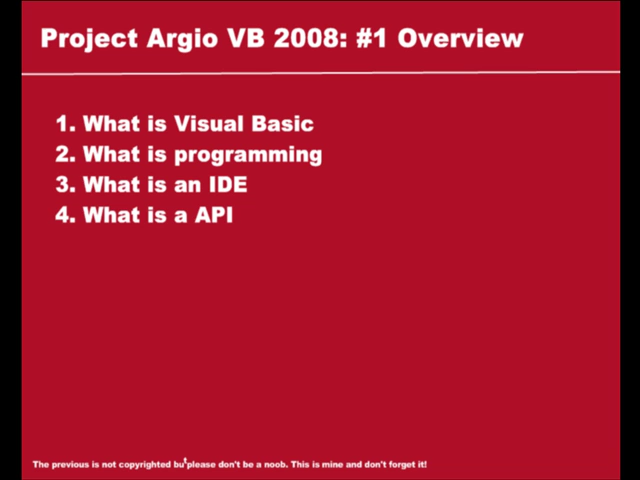 Project Argio VB 2008: #1 Overview
1. What is Visual Basic
2. What is programming
3. What is an IDE
4. What is a API
The previous is not copyrighted but please don't be a noob. This is mine and don't forget it!